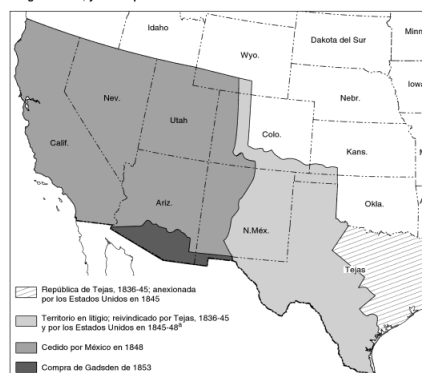 Idaho
Dakota del Sur
Minn
Wyo.
Iowa
Nebr.
Nev.
Utah
Colo.
Kans.
Calif.
Ariz.
N.Méx.
Okla.
Tejas
República de Tejas, 1836-45; anexionada
por los Estados Unidos en 1845
Territorio en litigio; reivindicado por Tejas, 1836-45
y por los Estados Unidos en 1845-48ª
Cedido por México en 1848
Compra de Gadsden de 1853